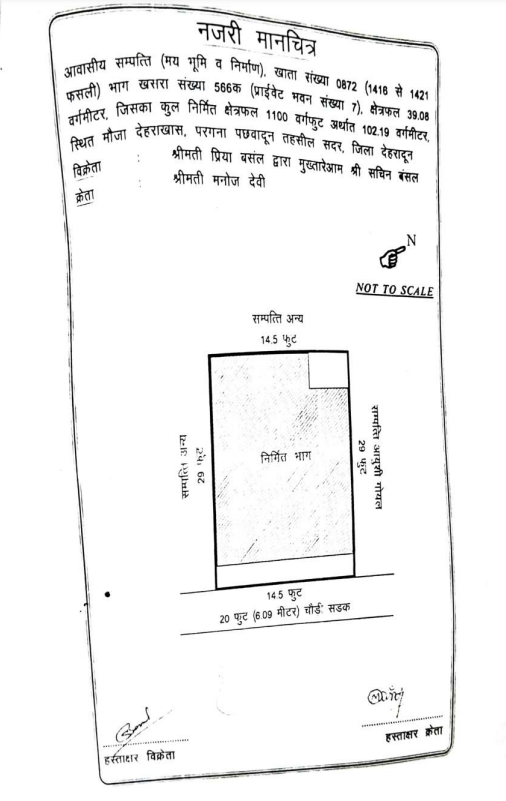 नजरी मानचित्र
आवासीय सम्पत्ति (मय भूमि व निर्माण), खाता संख्या 0872 (1416 से 1421
फसली) भाग खसरा संख्या 566क (प्राईवेट भवन संख्या 7), क्षेत्रफल 39.08
वर्गमीटर, जिसका कुल निर्मित क्षेत्रफल 1100 वर्गफुट अर्थात 102.19 वर्गमीटर,
स्थित मौजा देहराखास, परगना पछवादून तहसील सदर, जिला देहरादून
विक्रेता : श्रीमती प्रिया बसंल द्वारा मुख्तारेआम श्री सचिन बंसल
क्रेता : श्रीमती मनोज देवी
N
NOT TO SCALE
सम्पत्ति अन्य
14.5 फुट
सम्पत्ति अन्य
29 फुट
निर्मित भाग
29 फुट
सम्पत्ति आयुसी गोयल
14.5 फुट
20 फुट (6.09 मीटर) चौडी सडक
हस्ताक्षर विक्रेता
हस्ताक्षर क्रेता